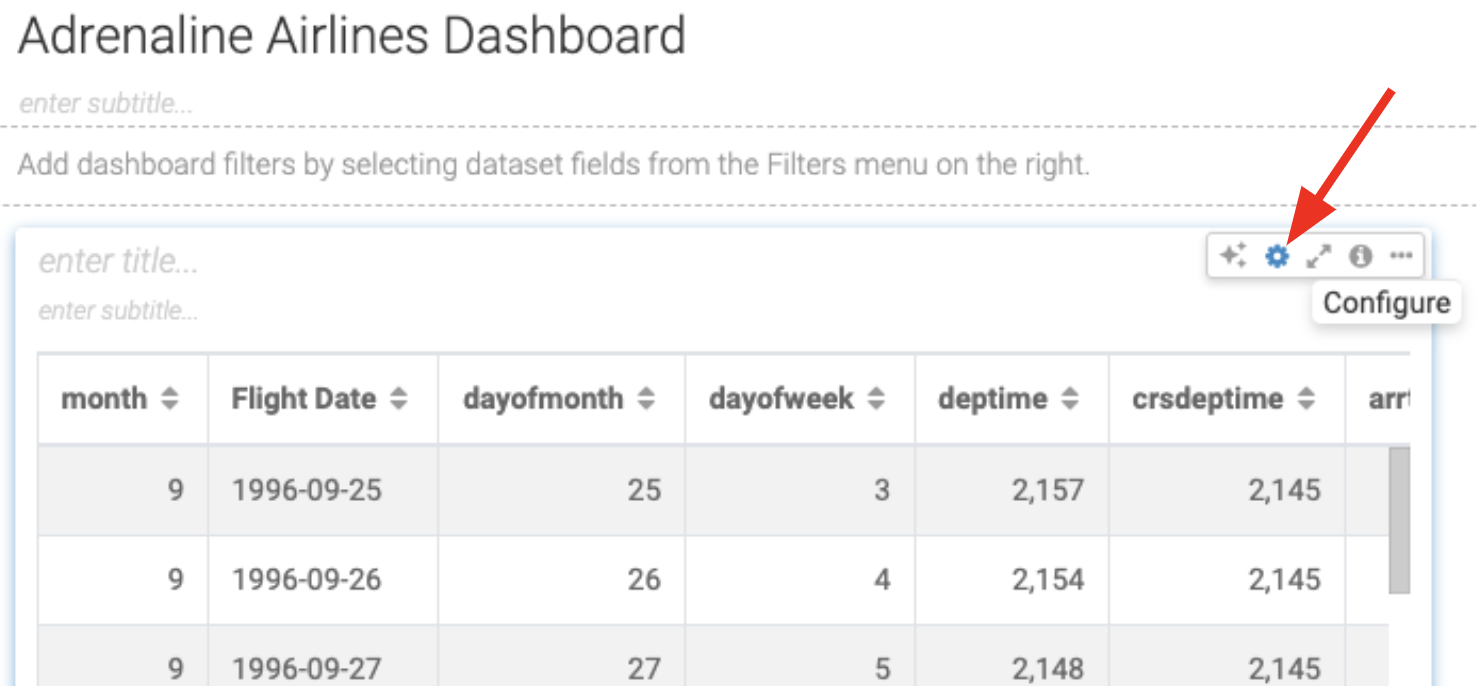 Adrenaline Airlines Dashboard
enter subtitle...
Add dashboard filters by selecting dataset fields from the Filters menu on the right.
enter title...
Configure
enter subtitle...
month Flight Date dayofmonth dayofweek deptime crsdeptime
9 1996-09-25 25 3 2,157 2,145
9 1996-09-26 26 4 2,154 2,145
9 1996-09-27 27 5 2,148 2,145